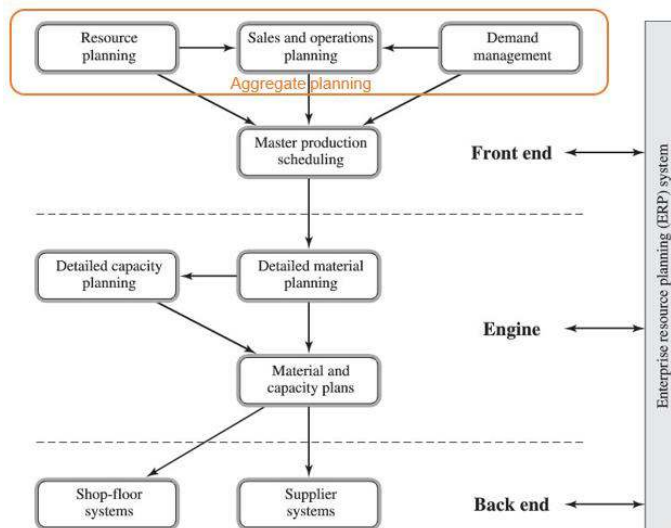 Resource
planning
Sales and operations
planning
Demand
management
Aggregate planning
Master production
scheduling
Front end
Detailed capacity
planning
Detailed material
planning
Engine
Material and
capacity plans
Shop-floor
systems
Supplier
systems
Back end
Enterprise resource planning (ERP) system